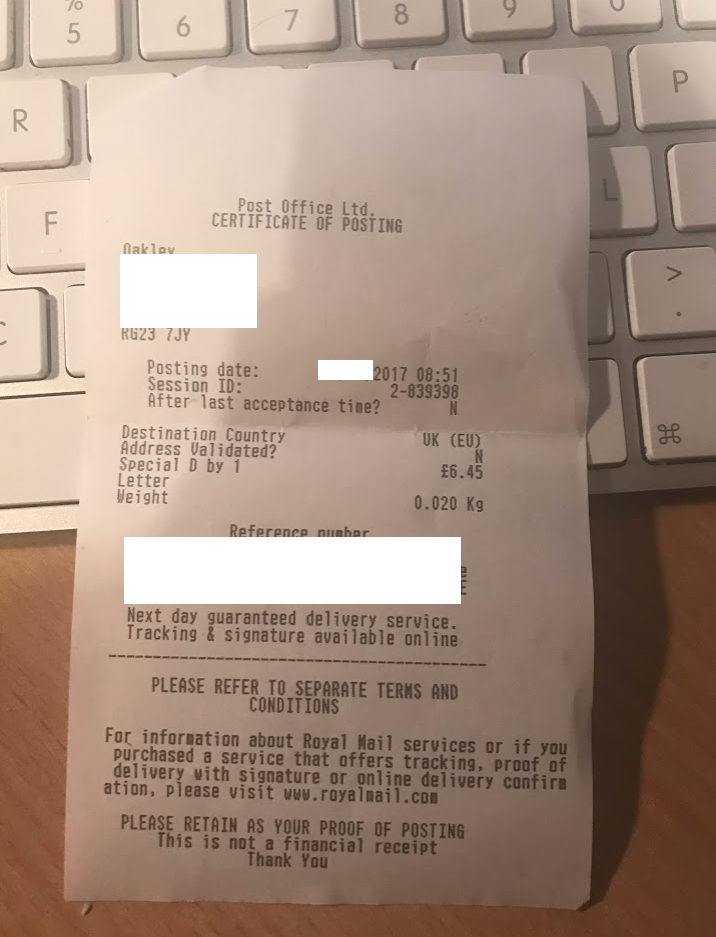 %
5
6
7
8
9
R
P
F
L
C
>
.
⌘
Post Office Ltd.
CERTIFICATE OF POSTING
Oakley
RG23 7JY
Posting date: 2017 08:51
Session ID: 2-839398
After last acceptance time? N
Destination Country UK (EU)
Address Validated? N
Special D by 1 £6.45
Letter
Weight 0.020 Kg
Reference number
Next day guaranteed delivery service.
Tracking & signature available online
PLEASE REFER TO SEPARATE TERMS AND
CONDITIONS
For information about Royal Mail services or if you
purchased a service that offers tracking, proof of
delivery with signature or online delivery confirm
ation, please visit www.royalmail.com
PLEASE RETAIN AS YOUR PROOF OF POSTING
This is not a financial receipt
Thank You